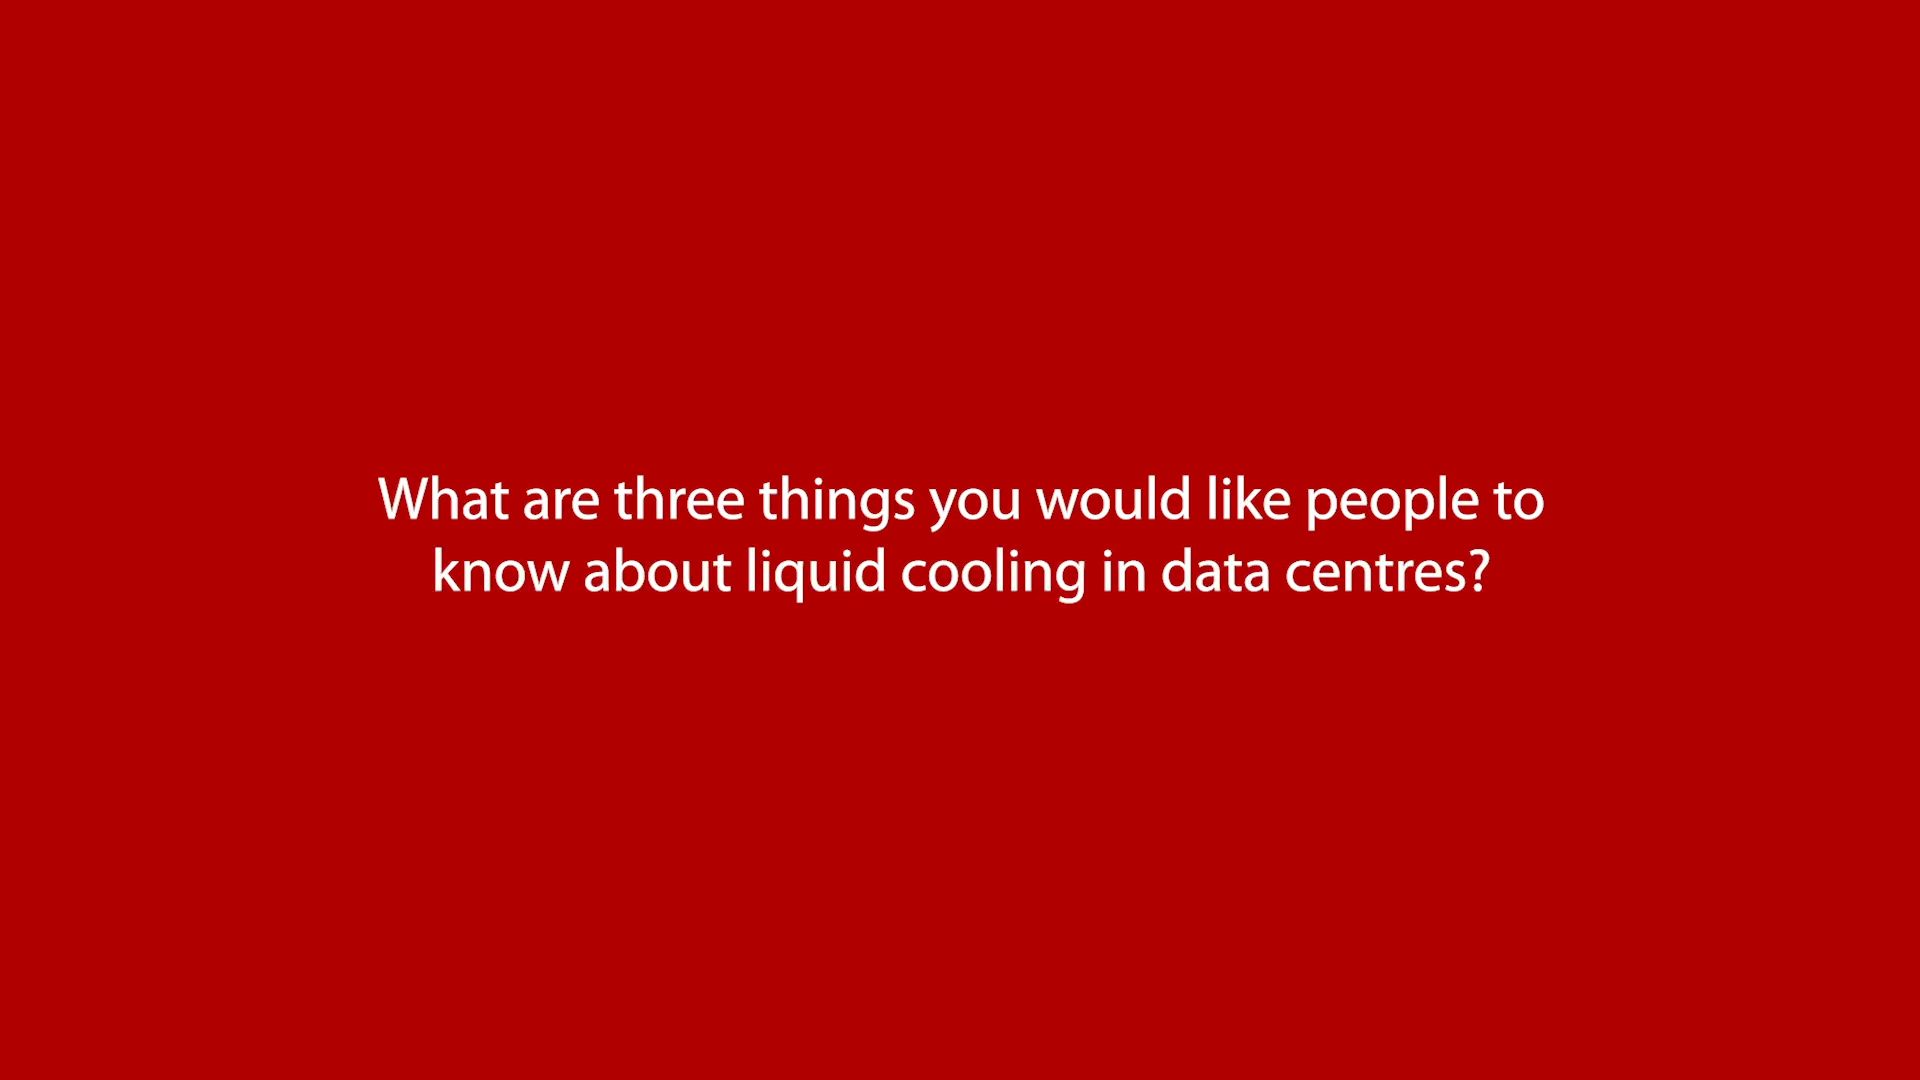 What are three things you would like people to
know about liquid cooling in data centres?